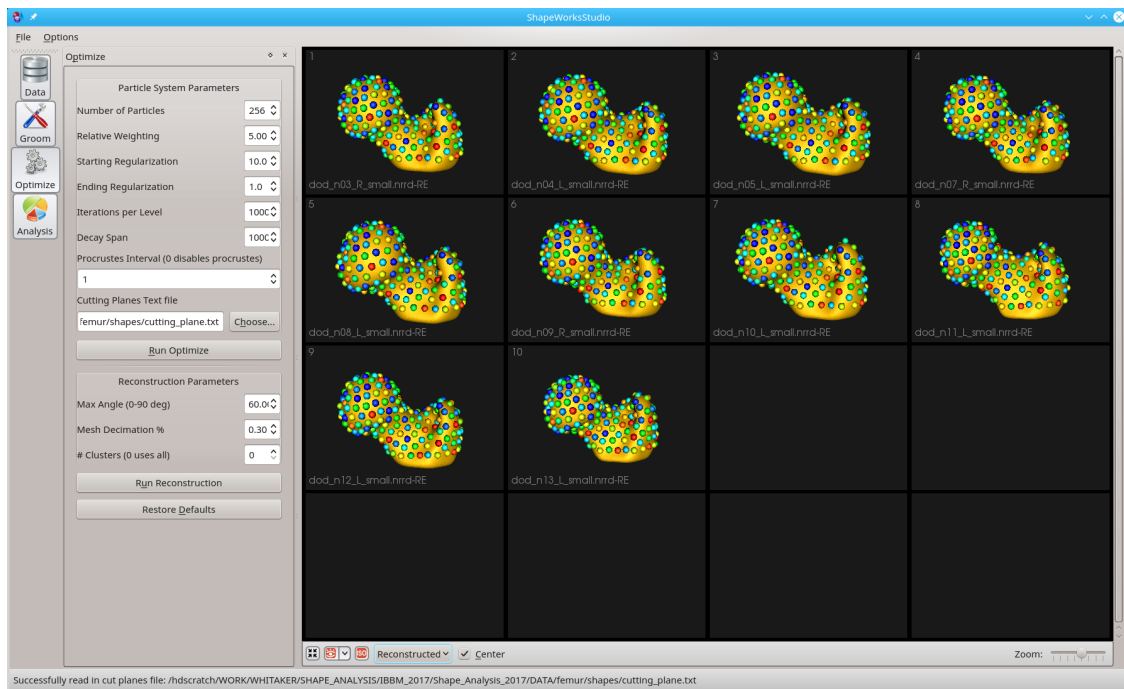 ShapeWorksStudio
File Options
Data
Groom
Optimize
Analysis
Optimize
Particle System Parameters
Number of Particles 256
Relative Weighting 5.00
Starting Regularization 10.0
Ending Regularization 1.0
Iterations per Level 100
Decay Span 100
Procrustes Interval (0 disables procrustes)
1
Cutting Planes Text file
femur/shapes/cutting_plane.txt Choose...
Run Optimize
Reconstruction Parameters
Max Angle (0-90 deg) 60.0
Mesh Decimation % 0.30
# Clusters (0 uses all) 0
Run Reconstruction
Restore Defaults
1 2 3 4
dod_n03_R_small.nrrd-RE dod_n04_L_small.nrrd-RE dod_n05_L_small.nrrd-RE dod_n07_R_small.nrrd-RE
5 6 7 8
dod_n08_L_small.nrrd-RE dod_n09_R_small.nrrd-RE dod_n10_L_small.nrrd-RE dod_n11_L_small.nrrd-RE
9 10
dod_n12_L_small.nrrd-RE dod_n13_L_small.nrrd-RE
Reconstructed Center Zoom:
Successfully read in cut planes file: /hdscratch/WORK/WHITAKER/SHAPE_ANALYSIS/IBBM_2017/Shape_Analysis_2017/DATA/femur/shapes/cutting_plane.txt